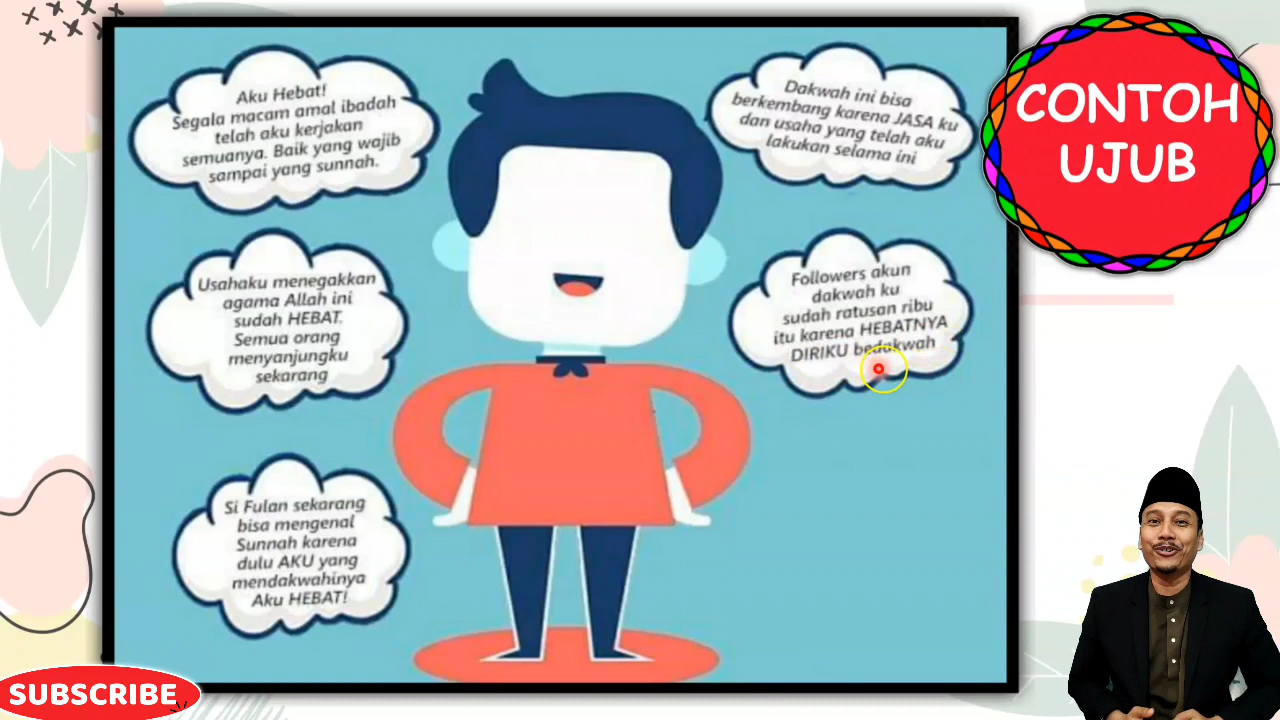 Aku Hebat!
Segala macam amal ibadah
telah aku kerjakan
semuanya. Baik yang wajib
sampai yang sunnah.
Usahaku menegakkan
agama Allah ini
sudah HEBAT.
Semua orang
menyanjungku
sekarang
Si Fulan sekarang
bisa mengenal
Sunnah karena
dulu AKU yang
mendakwahinya
Aku HEBAT!
Dakwah ini bisa
berkembang karena JASA ku
dan usaha yang telah aku
lakukan selama ini
Followers akun
dakwah ku
sudah ratusan ribu
itu karena HEBATNYA
DIRIKU bedakwah
CONTOH
UJUB
SUBSCRIBE